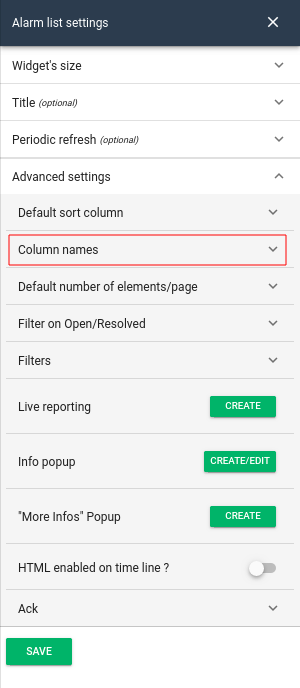 Alarm list settings
Widget's size
Title (optional)
Periodic refresh (optional)
Advanced settings
Default sort column
Column names
Default number of elements/page
Filter on Open/Resolved
Filters
Live reporting CREATE
Info popup CREATE/EDIT
"More Infos" Popup CREATE
HTML enabled on time line ?
Ack
SAVE